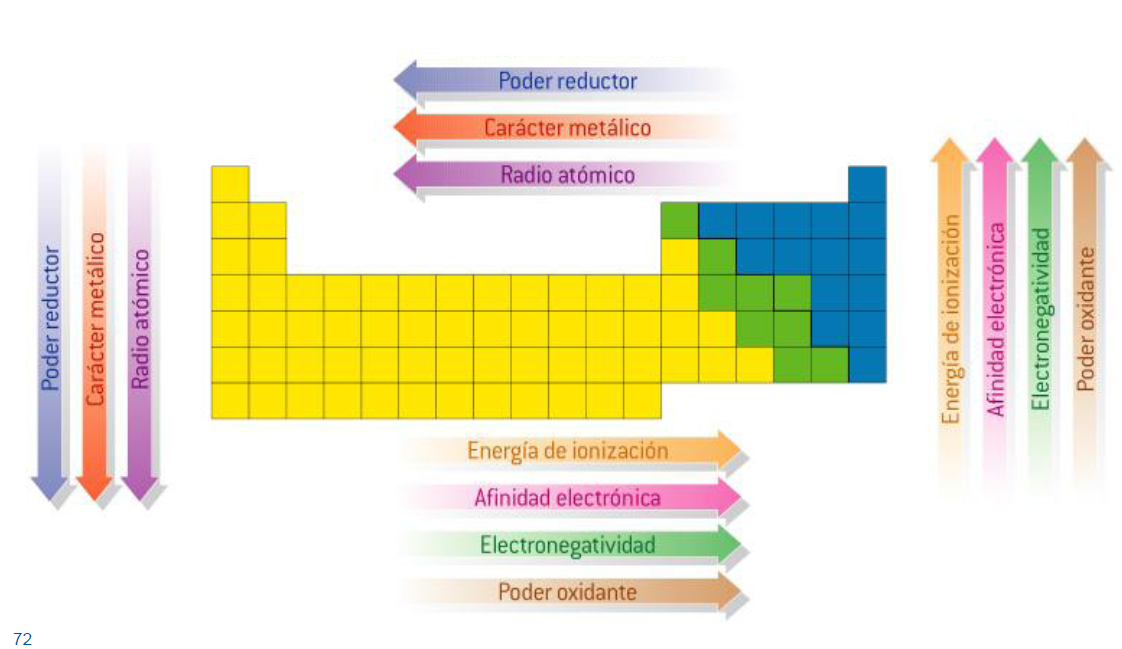 Poder reductor
Carácter metálico
Radio atómico
Poder reductor
Carácter metálico
Radio atómico
Energía de ionización
Afinidad electrónica
Electronegatividad
Poder oxidante
Energía de ionización
Afinidad electrónica
Electronegatividad
Poder oxidante
72